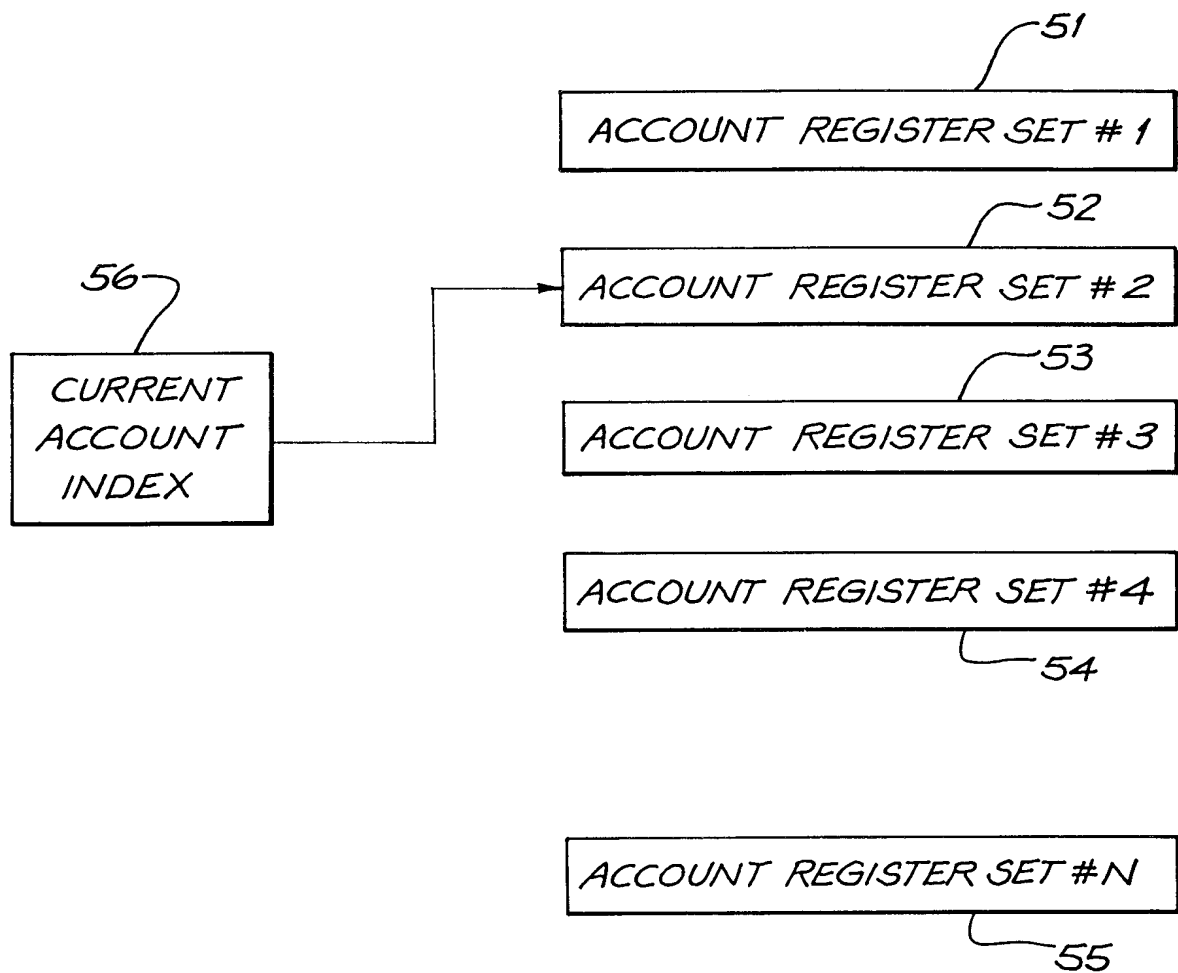 51
ACCOUNT REGISTER SET #1
52
ACCOUNT REGISTER SET #2
56
CURRENT
ACCOUNT
INDEX
53
ACCOUNT REGISTER SET #3
ACCOUNT REGISTER SET #4
54
ACCOUNT REGISTER SET #N
55